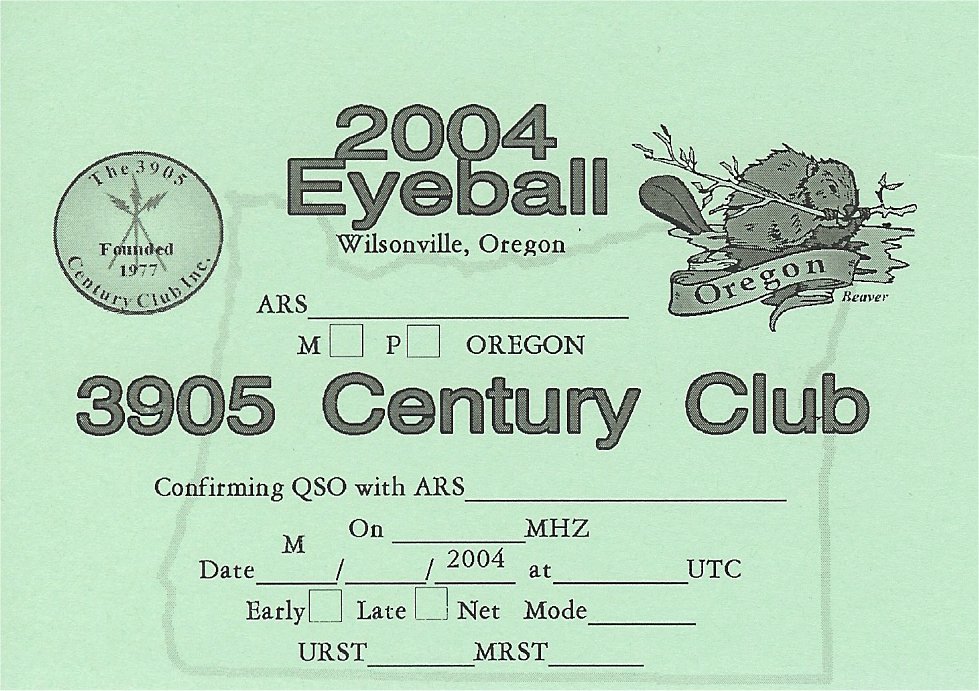 2004
Eyeball
Wilsonville, Oregon
The 3905
Founded
1977
Century Club Inc.
Oregon
Beaver
ARS
M P OREGON
3905 Century Club
Confirming QSO with ARS
On MHZ
M
Date / / 2004 at UTC
Early Late Net Mode
URST MRST